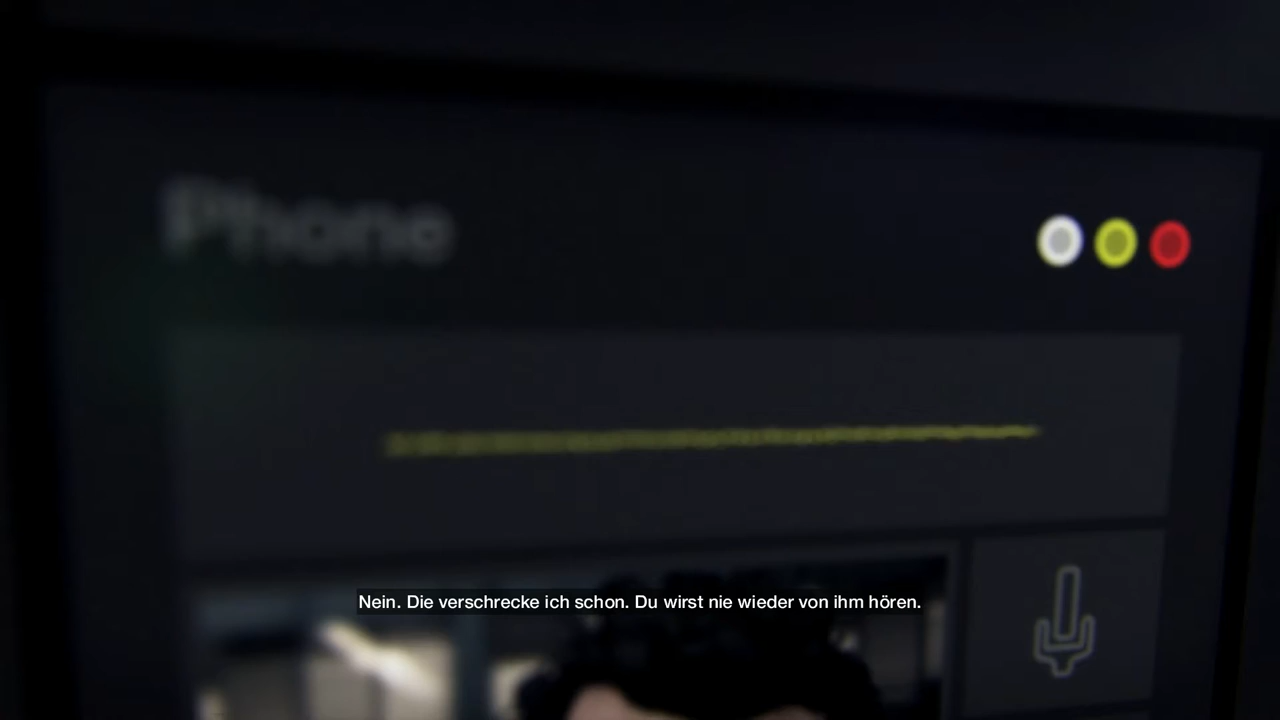 Phone
Nein. Die verschrecke ich schon. Du wirst nie wieder von ihm hören.